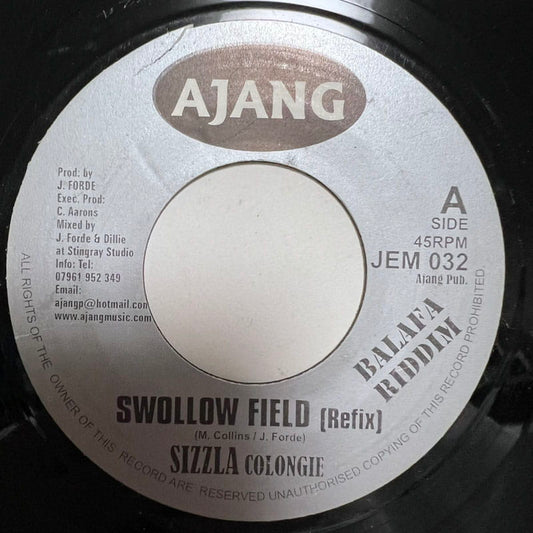 AJANG
Prod: by
J. FORDE
Exec. Prod:
C. Aarons
Mixed by
J. Forde & Dillie
at Stingray Studio
Info: Tel:
07961 952 349
Email:
ajangp@hotmail.com
www.ajangmusic.com
A
SIDE
45RPM
JEM 032
Ajang Pub.
BALAFA
RIDDIM
SWOLLOW FIELD (Refix)
(M. Collins / J. Forde)
SIZZLA COLONGIE
ALL RIGHTS OF THE OWNER OF THIS RECORD ARE RESERVED UNAUTHORISED COPYING OF THIS RECORD PROHIBITED